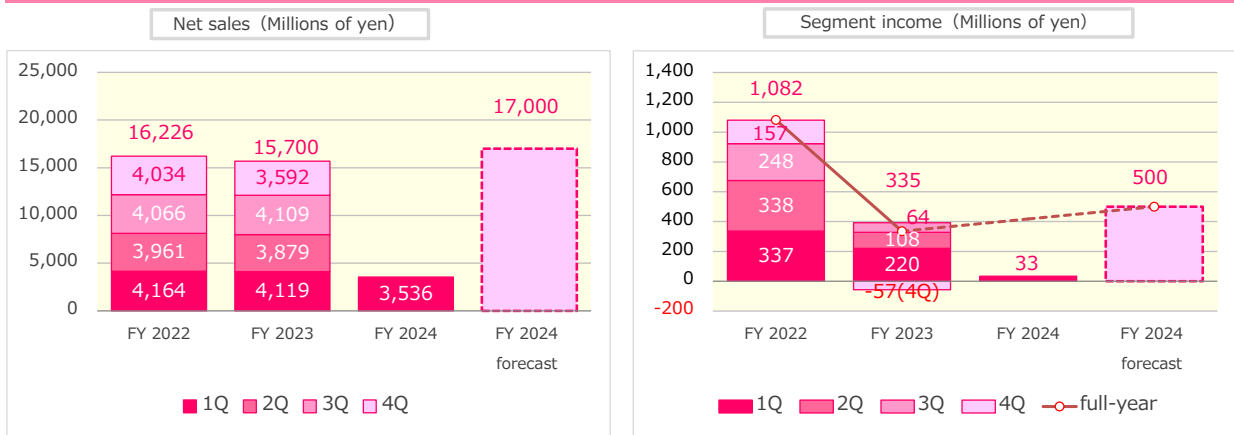 Net sales（Millions of yen）
25,000
20,000
15,000
10,000
5,000
0
16,226
4,034
4,066
3,961
4,164
15,700
3,592
4,109
3,879
4,119
3,536
17,000
FY 2022
FY 2023
FY 2024
FY 2024
forecast
1Q 2Q 3Q 4Q
Segment income（Millions of yen）
1,400
1,200
1,000
800
600
400
200
0
-200
1,082
157
248
338
337
335
64
108
220
-57(4Q)
33
500
FY 2022
FY 2023
FY 2024
FY 2024
forecast
1Q 2Q 3Q 4Q full-year